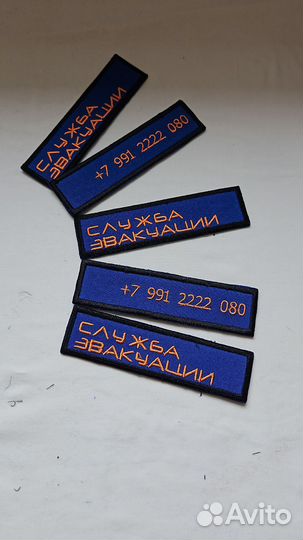 СЛУЖБА
ЭВАКУАЦИИ
+7 991 2222 080
СЛУЖБА
ЭВАКУАЦИИ
+7 991 2222 080
СЛУЖБА
ЭВАКУАЦИИ
Avito